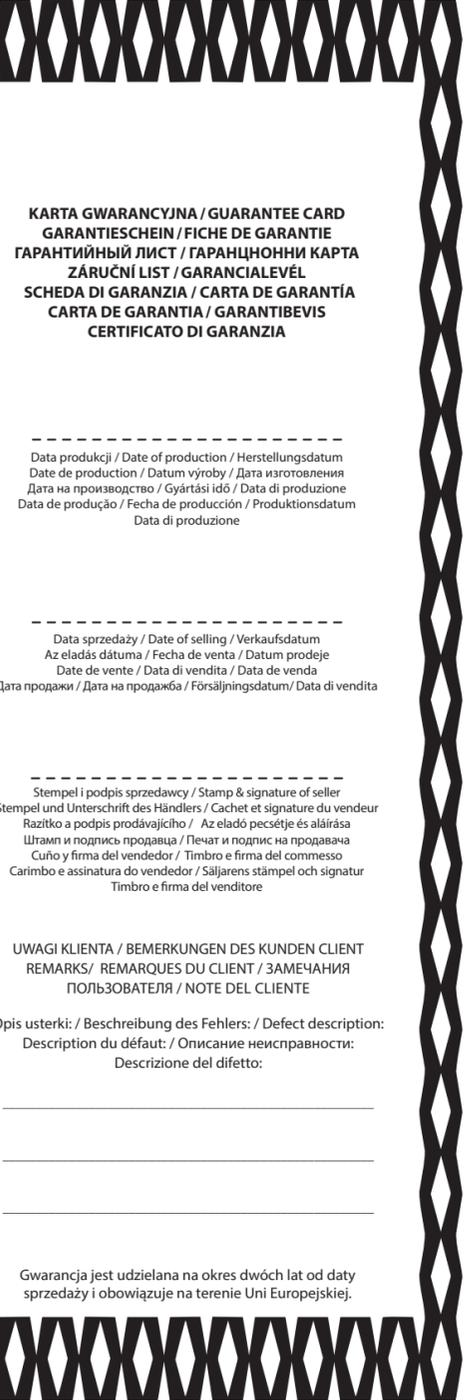 KARTA GWARANCYJNA / GUARANTEE CARD
GARANTIESCHEIN / FICHE DE GARANTIE
ГАРАНТИЙНЫЙ ЛИСТ / ГАРАНЦНОННИ КАРТА
ZÁRUČNÍ LIST / GARANCIALEVÉL
SCHEDA DI GARANZIA / CARTA DE GARANTÍA
CARTA DE GARANTIA / GARANTIBEVIS
CERTIFICATO DI GARANZIA
Data produkcji / Date of production / Herstellungsdatum
Date de production / Datum výroby / Дата изготовления
Дата на производство / Gyártási idő / Data di produzione
Data de produção / Fecha de producción / Produktionsdatum
Data di produzione
Data sprzedaży / Date of selling / Verkaufsdatum
Az eladás dátuma / Fecha de venta / Datum prodeje
Date de vente / Data di vendita / Data de venda
Дата продажи / Дата на продажба / Försäljningsdatum/ Data di vendita
Stempel i podpis sprzedawcy / Stamp & signature of seller
Stempel und Unterschrift des Händlers / Cachet et signature du vendeur
Razítko a podpis prodávajícího / Az eladó pecsétje és aláírása
Штамп и подпись продавца / Печат и подпис на продавача
Cuño y firma del vendedor / Timbro e firma del commesso
Carimbo e assinatura do vendedor / Säljarens stämpel och signatur
Timbro e firma del venditore
UWAGI KLIENTA / BEMERKUNGEN DES KUNDEN CLIENT
REMARKS/ REMARQUES DU CLIENT / ЗАМЕЧАНИЯ
ПОЛЬЗОВАТЕЛЯ / NOTE DEL CLIENTE
Opis usterki: / Beschreibung des Fehlers: / Defect description:
Description du défaut: / Описание неисправности:
Descrizione del difetto:
Gwarancja jest udzielana na okres dwóch lat od daty
sprzedaży i obowiązuje na terenie Uni Europejskiej.